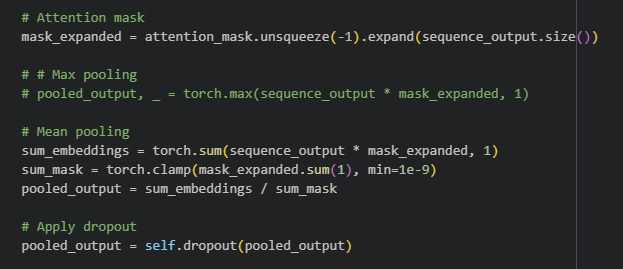 # Attention mask
mask_expanded = attention_mask.unsqueeze(-1).expand(sequence_output.size())
# # Max pooling
# pooled_output, _ = torch.max(sequence_output * mask_expanded, 1)
# Mean pooling
sum_embeddings = torch.sum(sequence_output * mask_expanded, 1)
sum_mask = torch.clamp(mask_expanded.sum(1), min=1e-9)
pooled_output = sum_embeddings / sum_mask
# Apply dropout
pooled_output = self.dropout(pooled_output)